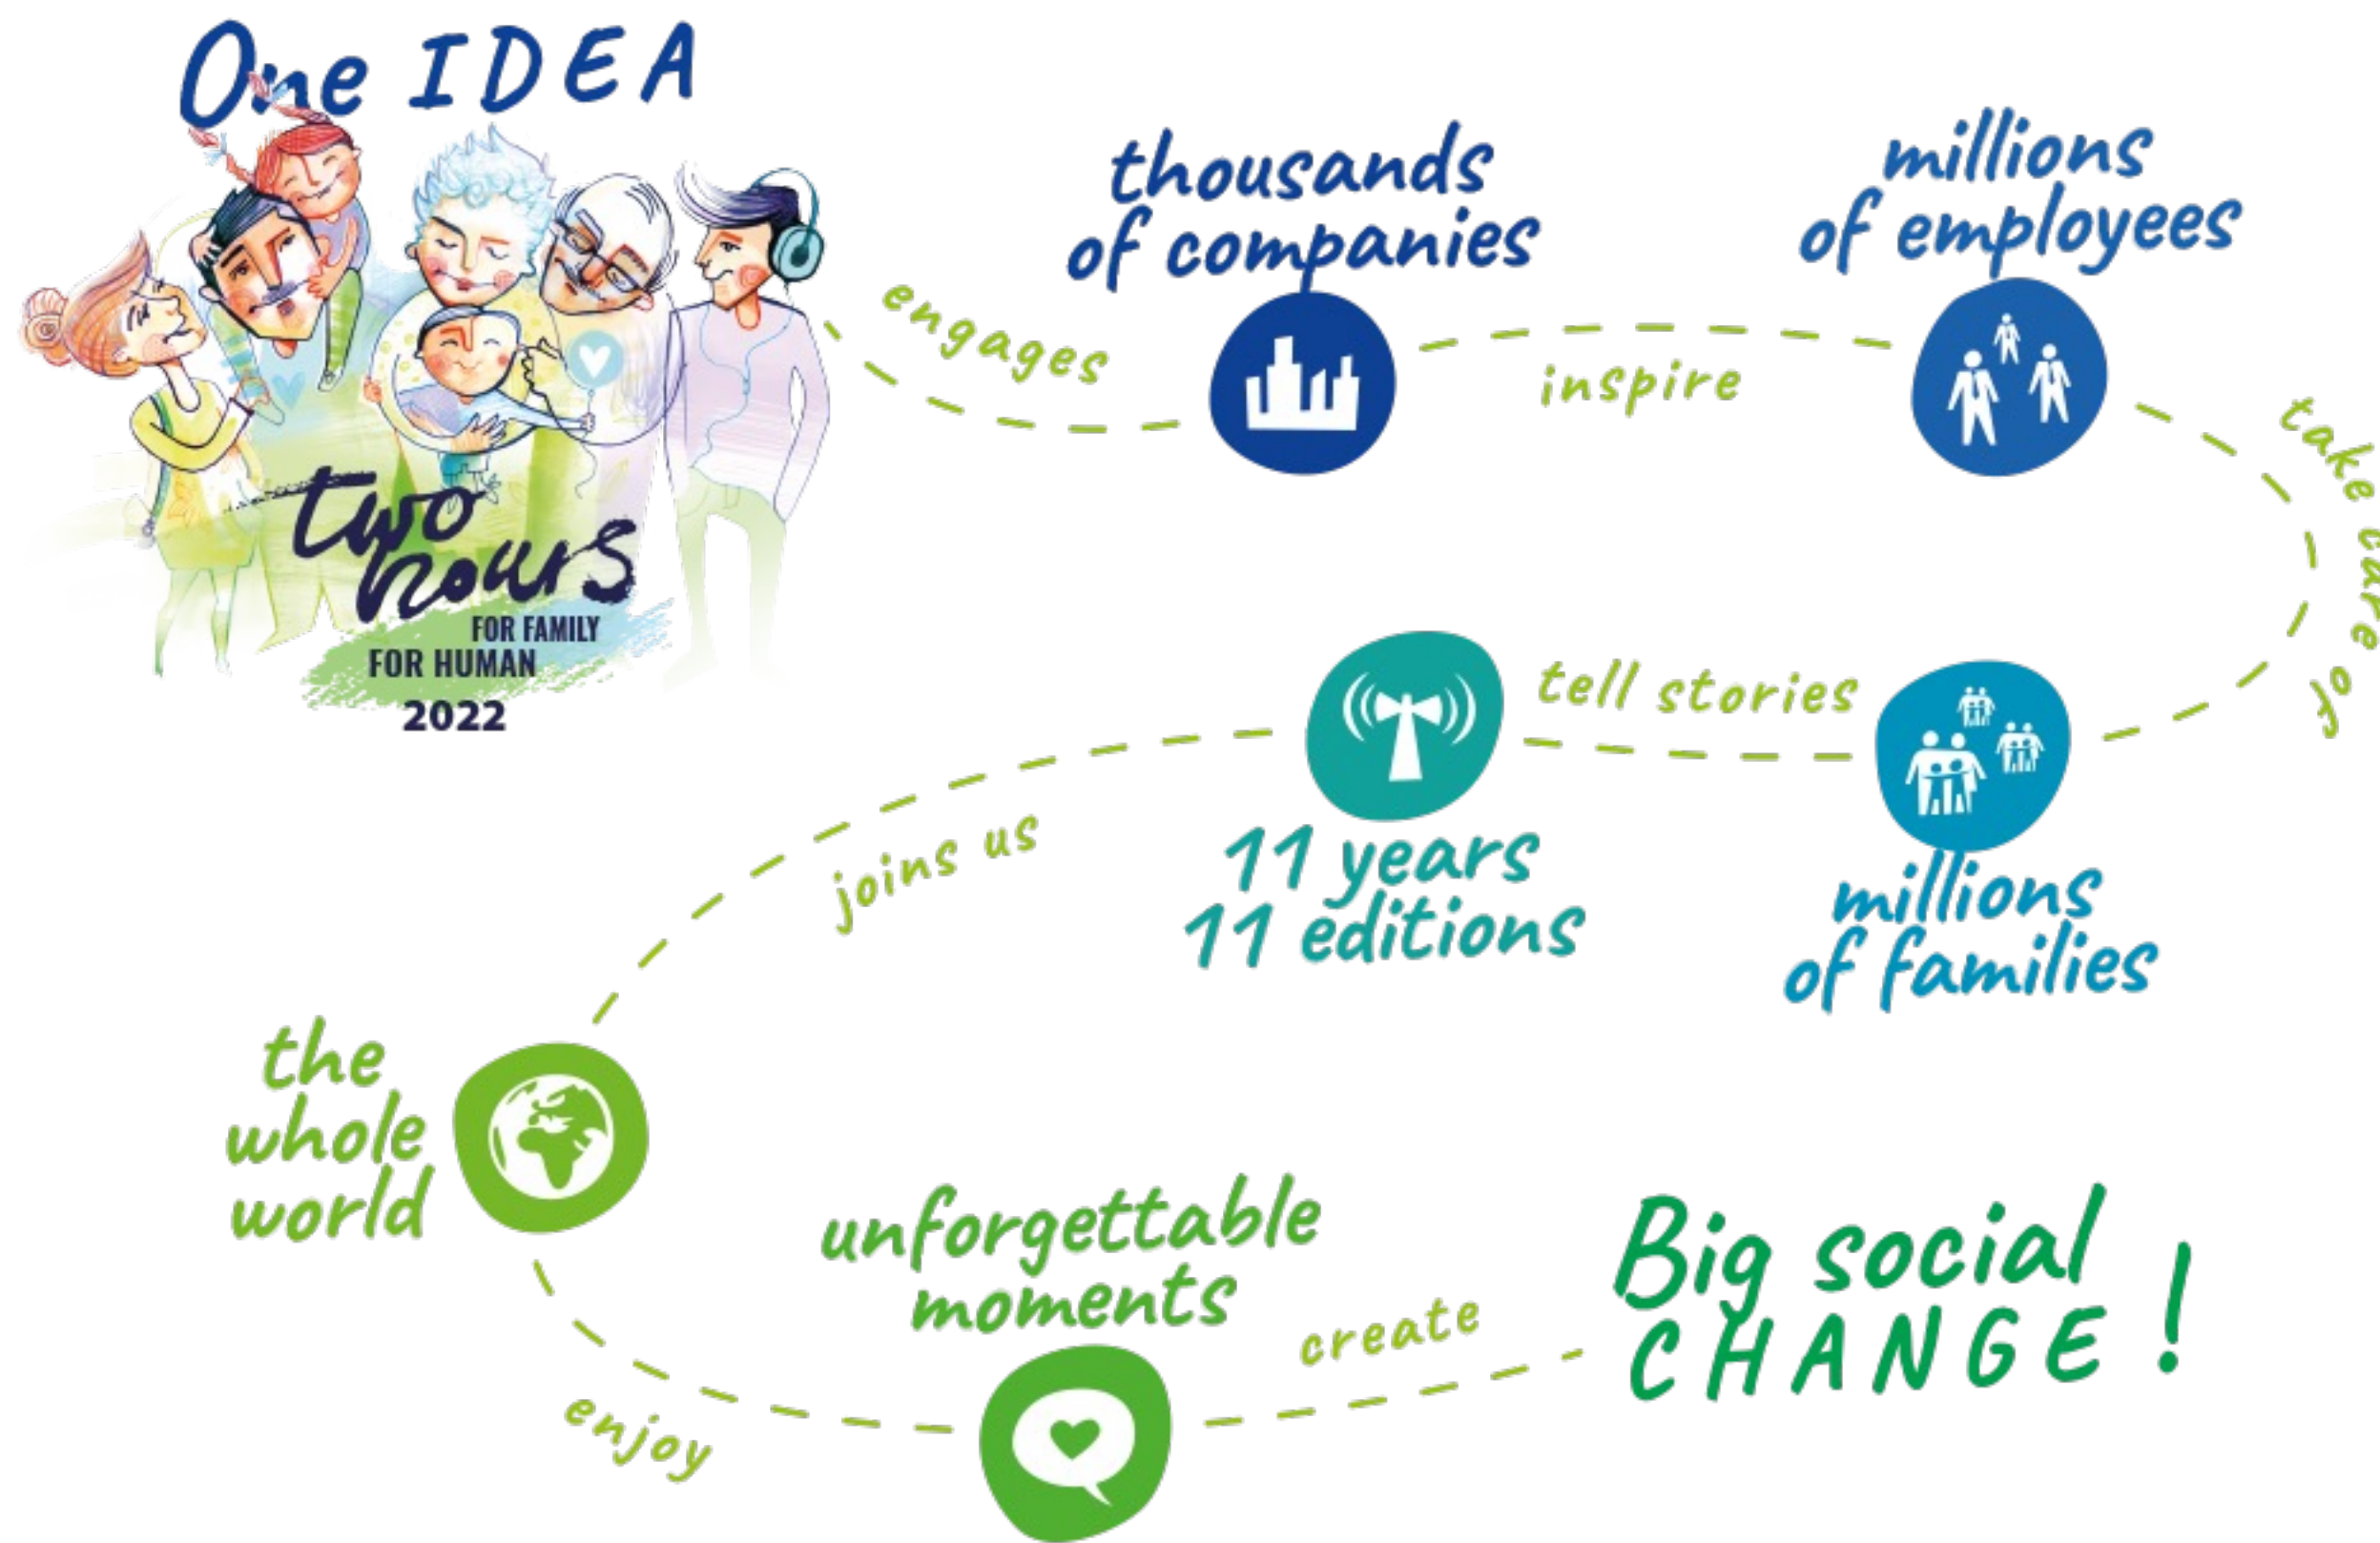 One IDEA
two
hours
FOR FAMILY
FOR HUMAN
2022
engages
thousands
of companies
inspire
millions
of employees
take care of
millions
of families
tell stories
11 years
11 editions
joins us
the
whole
world
enjoy
unforgettable
moments
create
Big social
CHANGE!